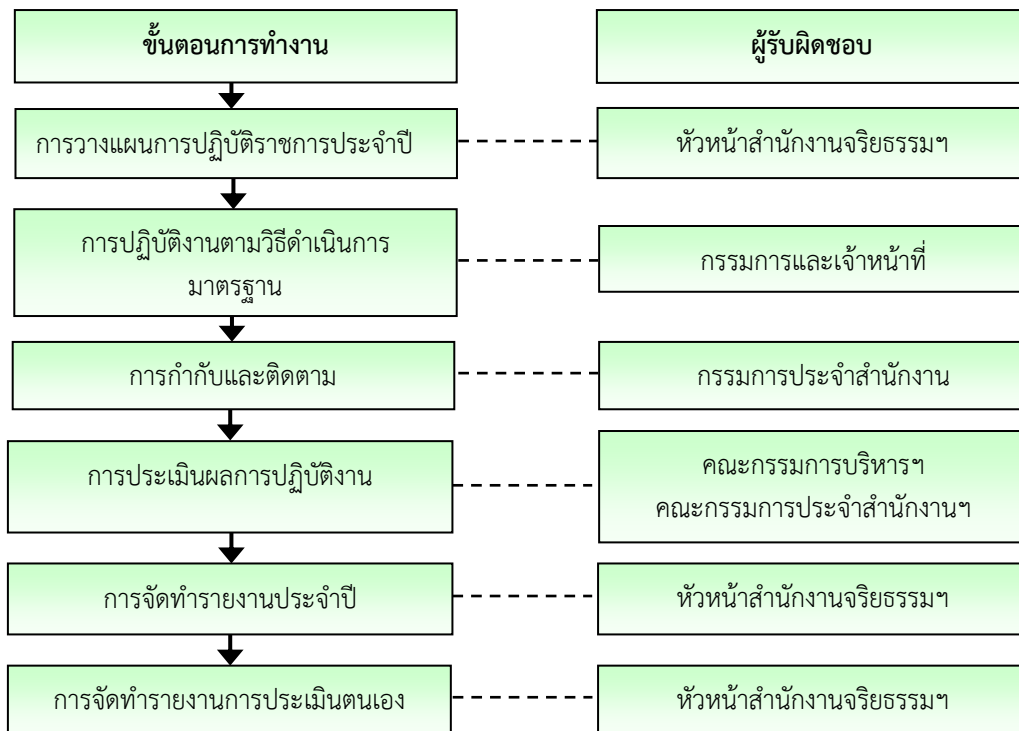 ขั้นตอนการทำงาน
ผู้รับผิดชอบ
การวางแผนการปฏิบัติราชการประจำปี
หัวหน้าสำนักงานจริยธรรมฯ
การปฏิบัติงานตามวิธีดำเนินการ
มาตรฐาน
กรรมการและเจ้าหน้าที่
การกำกับและติดตาม
กรรมการประจำสำนักงาน
การประเมินผลการปฏิบัติงาน
คณะกรรมการบริหารฯ
คณะกรรมการประจำสำนักงานฯ
การจัดทำรายงานประจำปี
หัวหน้าสำนักงานจริยธรรมฯ
การจัดทำรายงานการประเมินตนเอง
หัวหน้าสำนักงานจริยธรรมฯ